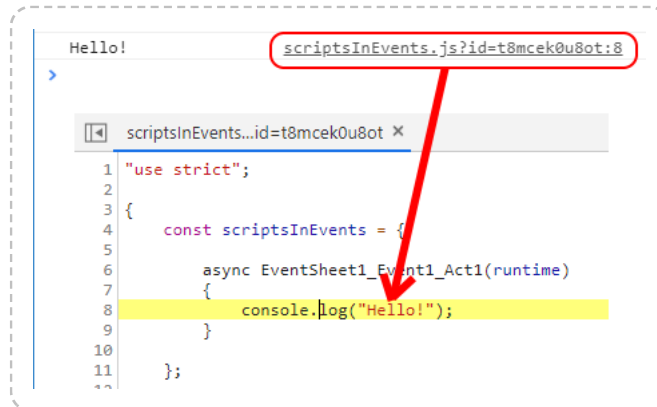 Hello! scriptsInEvents.js?id=t8mcek0u8ot:8
>
scriptsInEvents...id=t8mcek0u8ot ×
1 "use strict";
2
3 {
4 const scriptsInEvents = {
5
6 async EventSheet1_Event1_Act1(runtime)
7 {
8 console.log("Hello!");
9 }
10
11 };